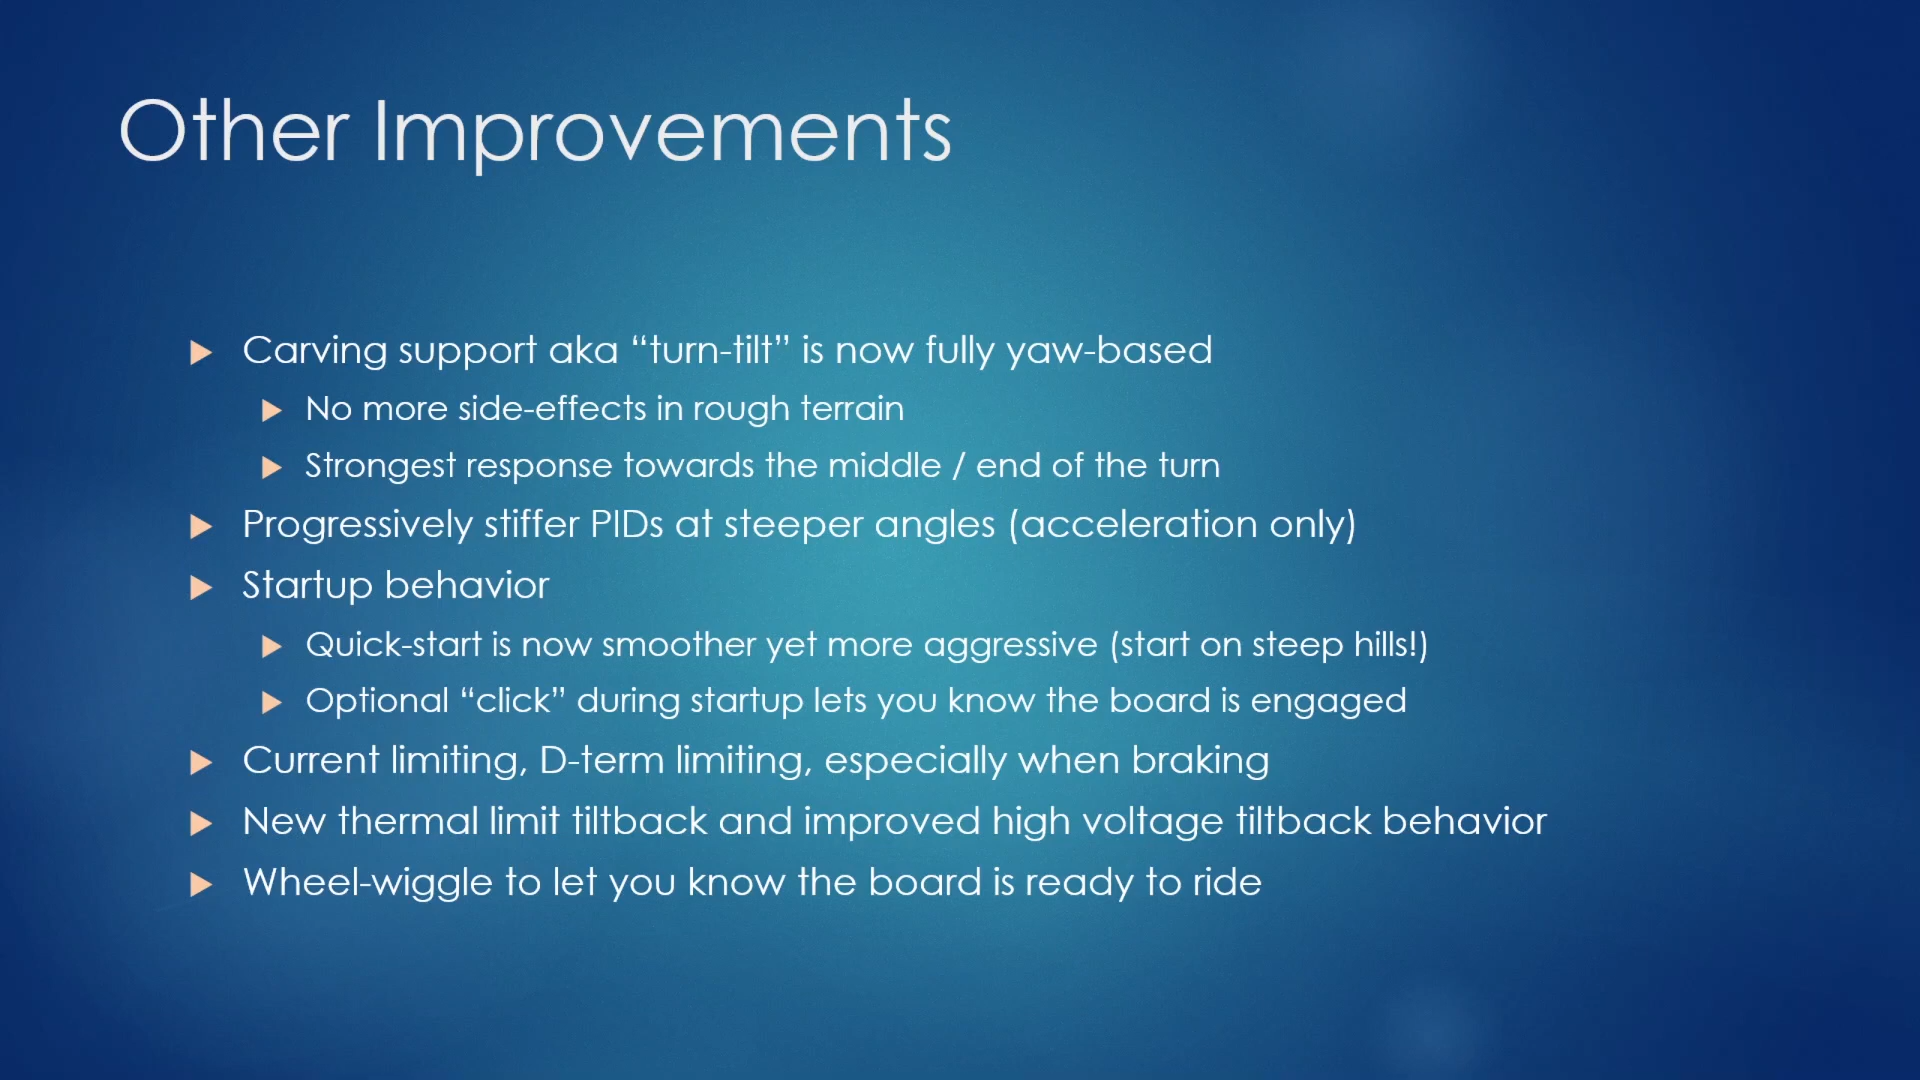 Other Improvements
Carving support aka “turn-tilt” is now fully yaw-based
No more side-effects in rough terrain
Strongest response towards the middle / end of the turn
Progressively stiffer PIDs at steeper angles (acceleration only)
Startup behavior
Quick-start is now smoother yet more aggressive (start on steep hills!)
Optional “click” during startup lets you know the board is engaged
Current limiting, D-term limiting, especially when braking
New thermal limit tiltback and improved high voltage tiltback behavior
Wheel-wiggle to let you know the board is ready to ride